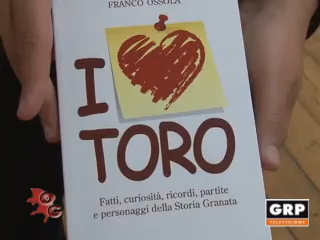 FRANCO OSSOLA
I
TORO
Fatti, curiosità, ricordi, partite
e personaggi della Storia Granata
GRP
TELEVISIONE